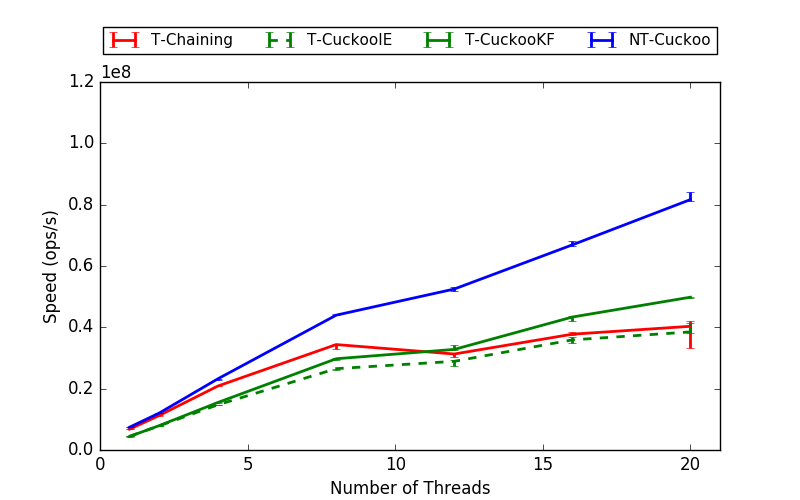 T-Chaining T-CuckooIE T-CuckooKF NT-Cuckoo
1e8
1.2
1.0
0.8
0.6
0.4
0.2
0.0
Speed (ops/s)
0 5 10 15 20
Number of Threads